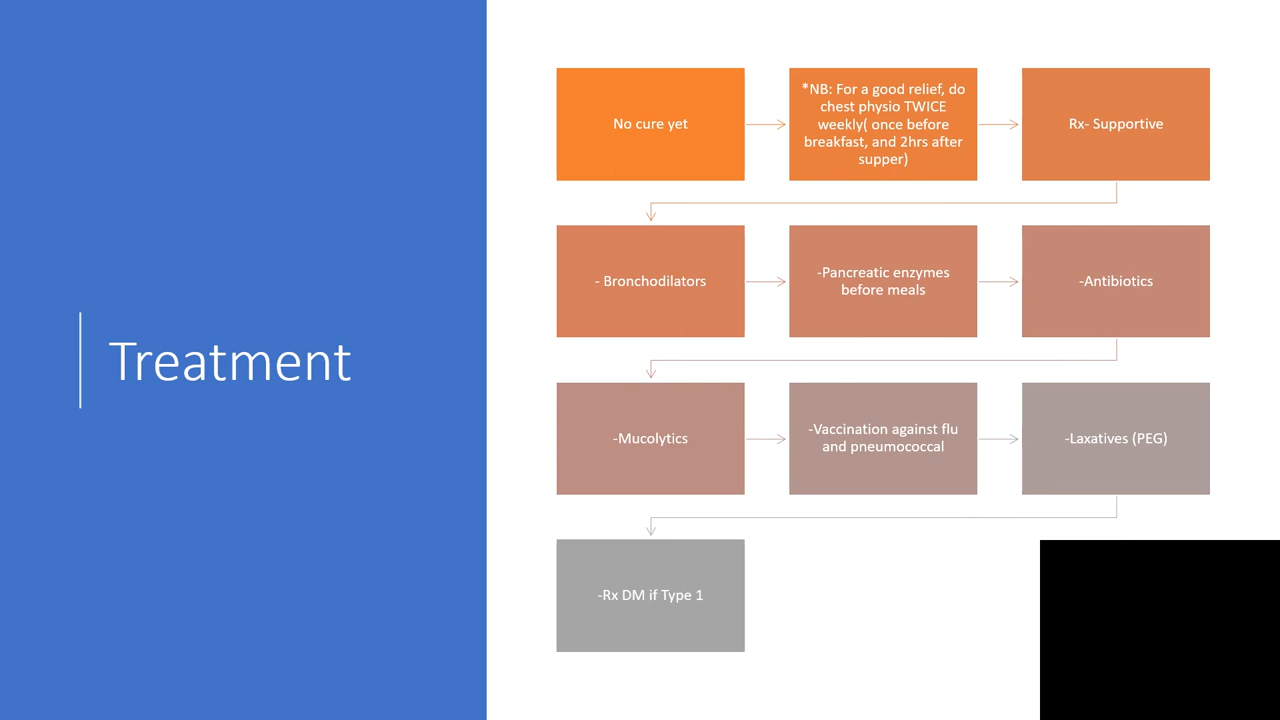 Treatment
No cure yet
*NB: For a good relief, do
chest physio TWICE
weekly( once before
breakfast, and 2hrs after
supper)
Rx- Supportive
- Bronchodilators
-Pancreatic enzymes
before meals
-Antibiotics
-Mucolytics
-Vaccination against flu
and pneumococcal
-Laxatives (PEG)
-Rx DM if Type 1